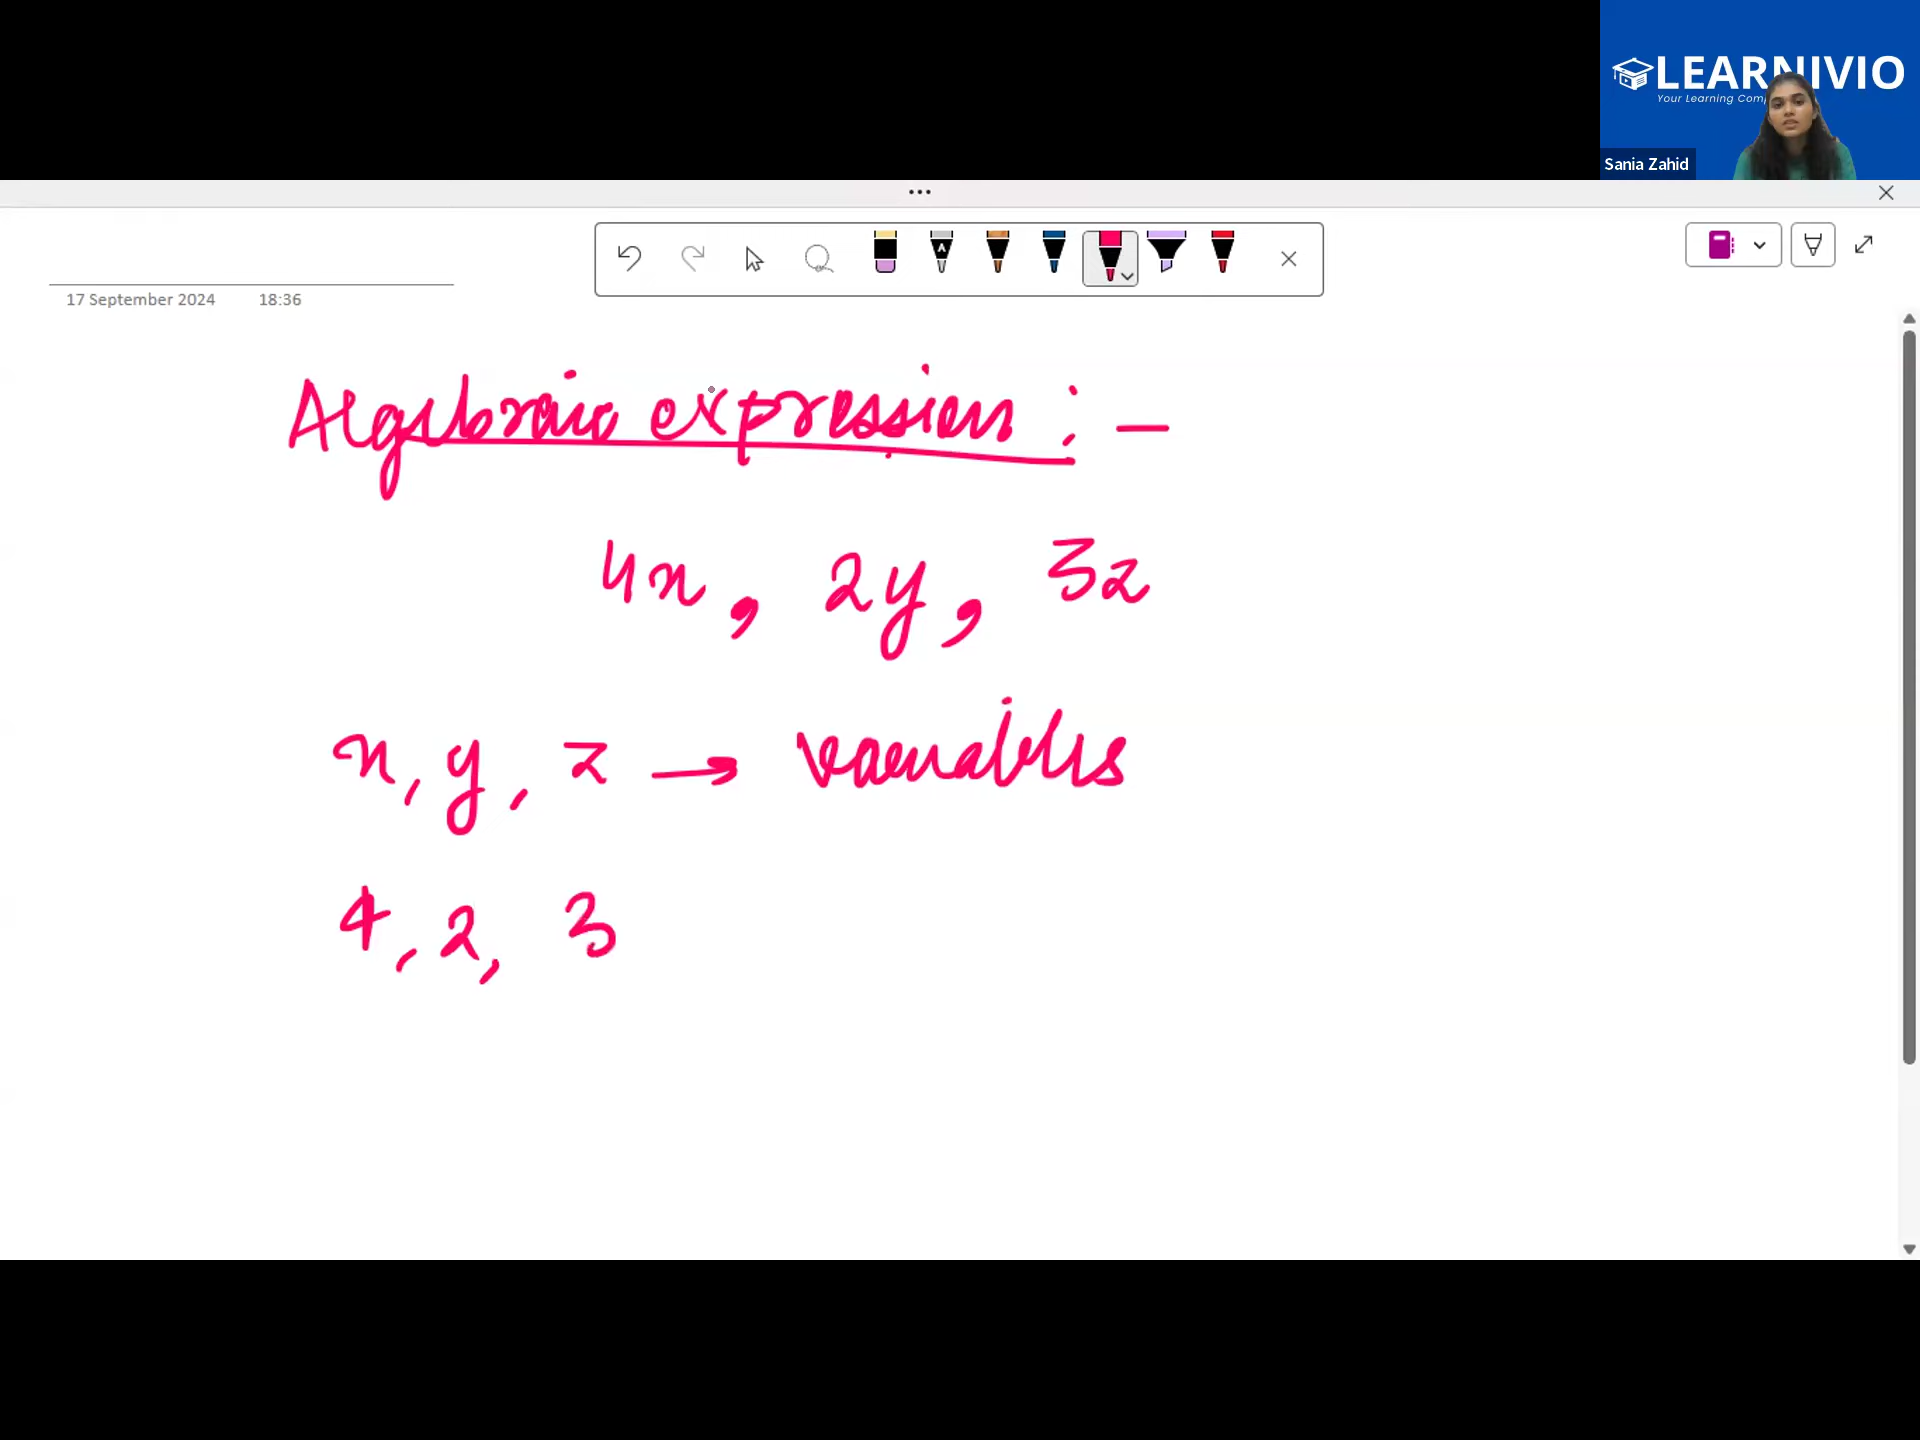 LEARNIVIO
Your Learning Com
Sania Zahid
17 September 2024 18:36
Algebraic expression :-
4x, 2y, 3z
x, y, z → variables
4, 2, 3